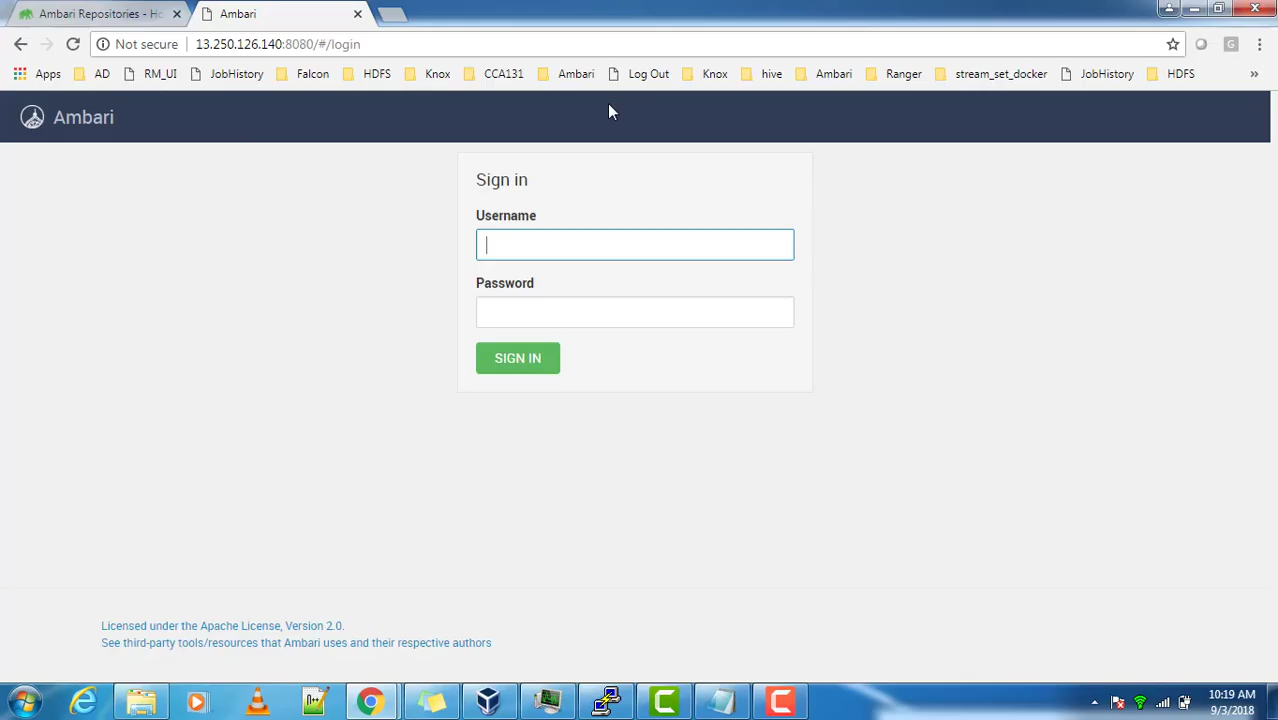 Ambari Repositories - Hc
Ambari
Not secure
13.250.126.140:8080/#/login
G
Apps
AD
RM_UI
JobHistory
Falcon
HDFS
Knox
CCA131
Ambari
Log Out
Knox
hive
Ambari
Ranger
stream_set_docker
JobHistory
HDFS
»
Ambari
Sign in
Username
Password
SIGN IN
Licensed under the Apache License, Version 2.0.
See third-party tools/resources that Ambari uses and their respective authors
10:19 AM
9/3/2018